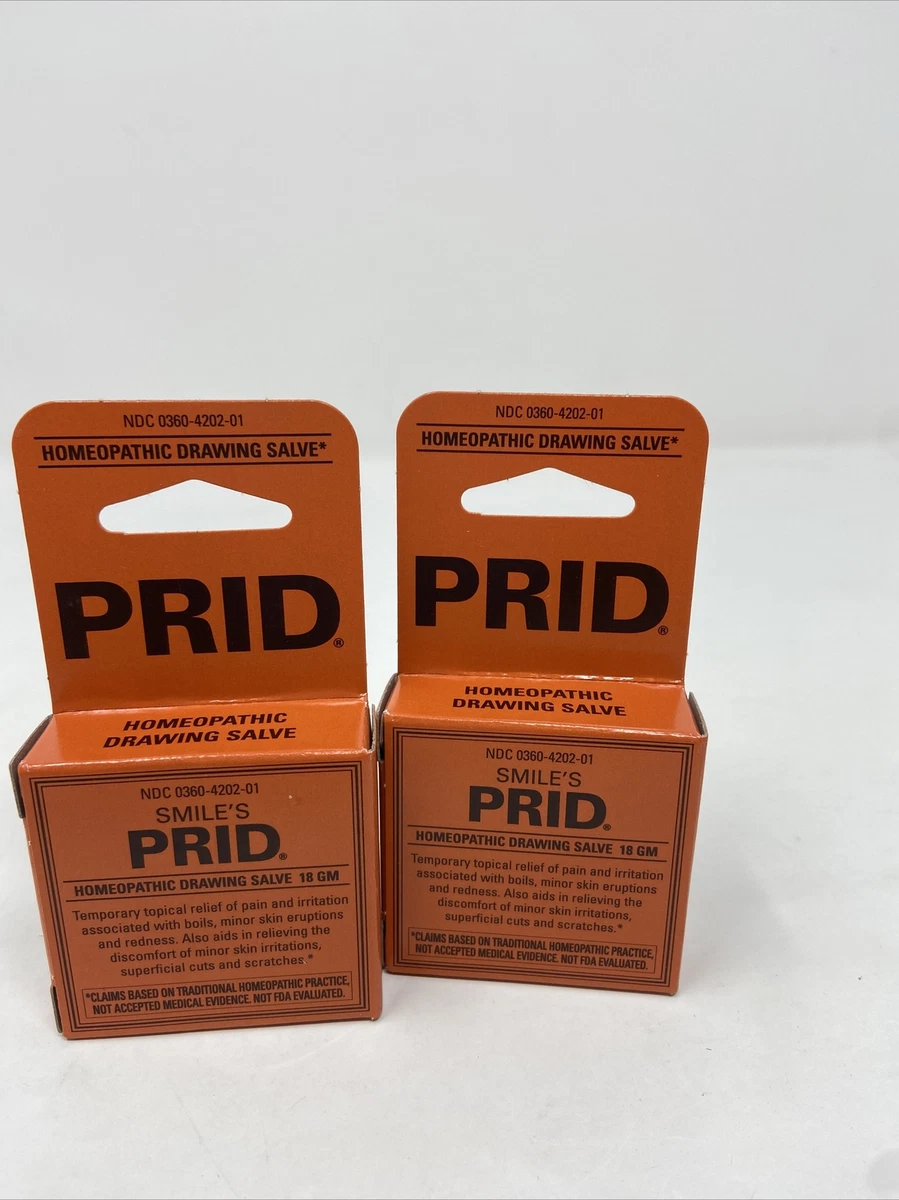 NDC 0360-4202-01
HOMEOPATHIC DRAWING SALVE*
PRID®
HOMEOPATHIC
DRAWING SALVE
NDC 0360-4202-01
SMILE'S
PRID®
HOMEOPATHIC DRAWING SALVE 18 GM
Temporary topical relief of pain and irritation
associated with boils, minor skin eruptions
and redness. Also aids in relieving the
discomfort of minor skin irritations,
superficial cuts and scratches.*
*CLAIMS BASED ON TRADITIONAL HOMEOPATHIC PRACTICE,
NOT ACCEPTED MEDICAL EVIDENCE. NOT FDA EVALUATED.
NDC 0360-4202-01
HOMEOPATHIC DRAWING SALVE*
PRID®
HOMEOPATHIC
DRAWING SALVE
NDC 0360-4202-01
SMILE'S
PRID®
HOMEOPATHIC DRAWING SALVE 18 GM
Temporary topical relief of pain and irritation
associated with boils, minor skin eruptions
and redness. Also aids in relieving the
discomfort of minor skin irritations,
superficial cuts and scratches.*
*CLAIMS BASED ON TRADITIONAL HOMEOPATHIC PRACTICE,
NOT ACCEPTED MEDICAL EVIDENCE. NOT FDA EVALUATED.